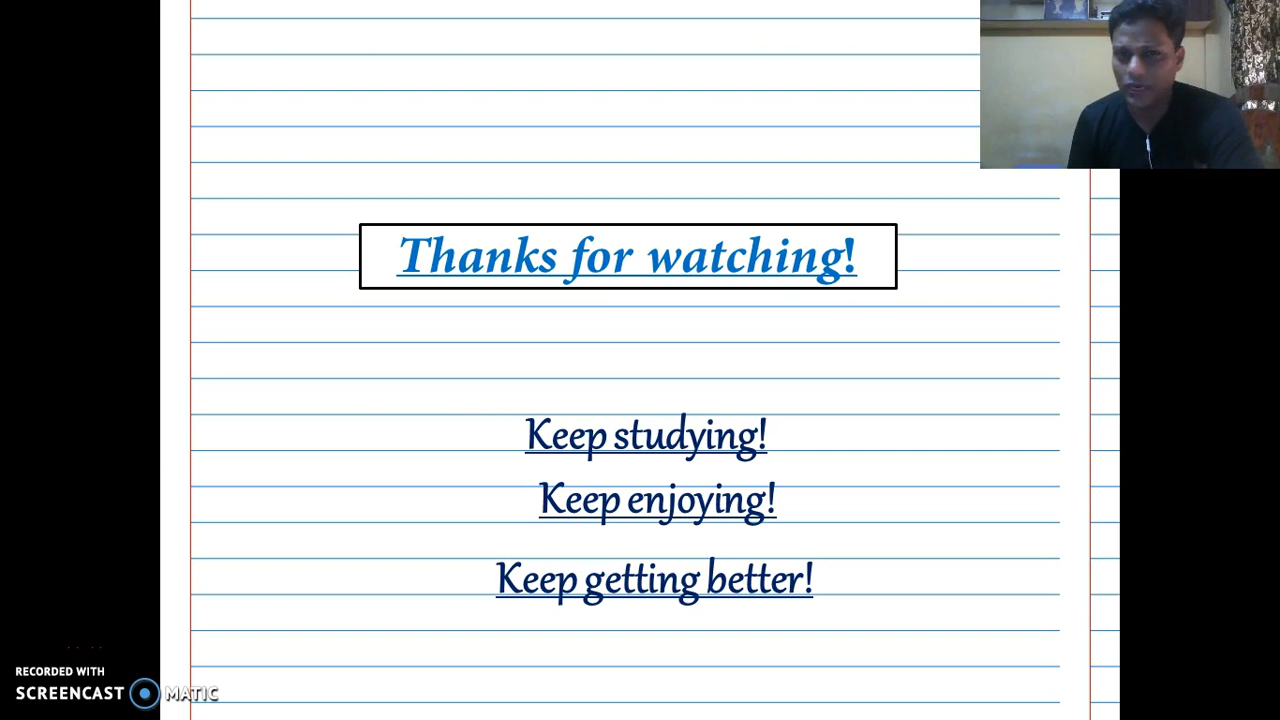 Thanks for watching!
Keep studying!
Keep enjoying!
Keep getting better!
RECORDED WITH
SCREENCAST MATIC